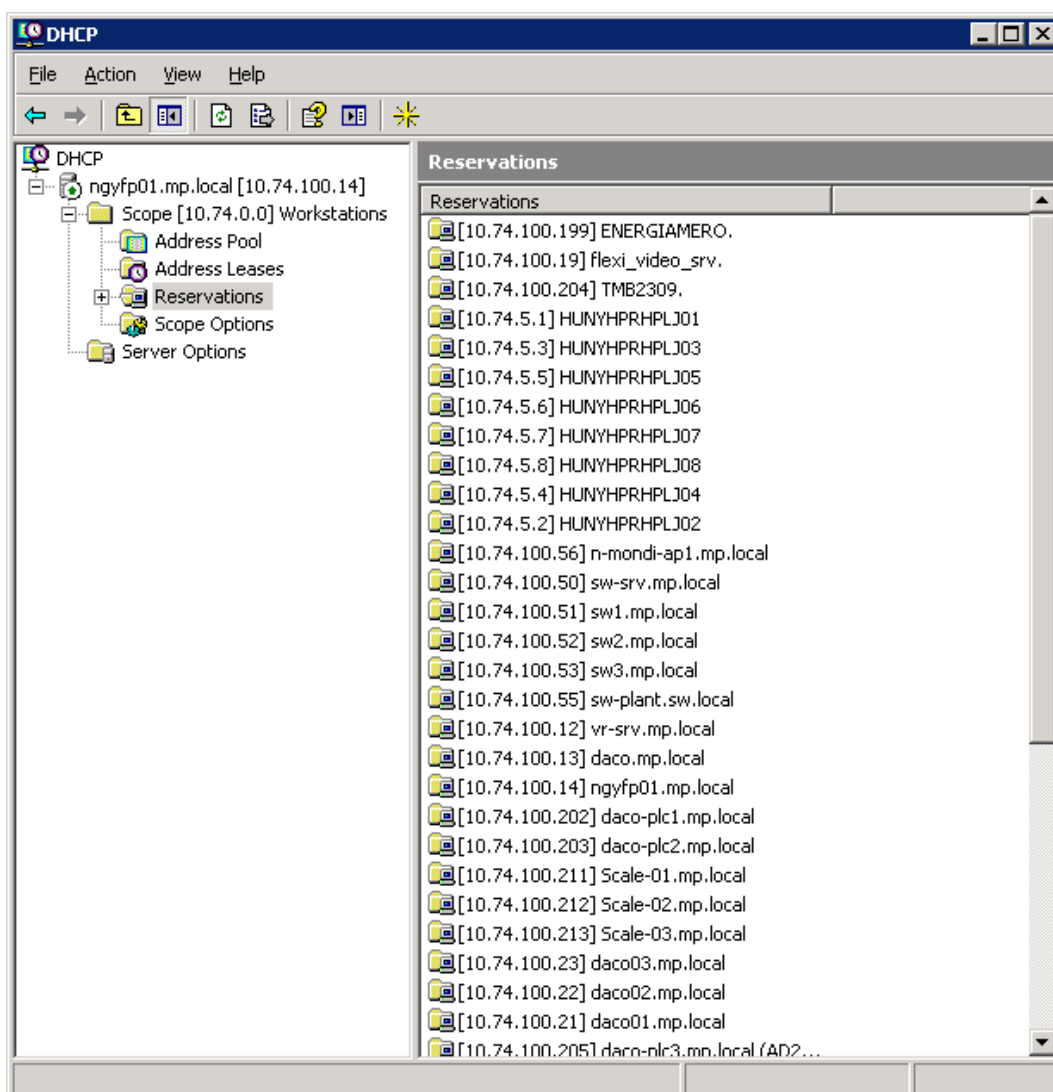 DHCP
File Action View Help
DHCP
ngyfp01.mp.local [10.74.100.14]
Scope [10.74.0.0] Workstations
Address Pool
Address Leases
Reservations
Scope Options
Server Options
Reservations
Reservations
[10.74.100.199] ENERGIAMERO.
[10.74.100.19] flexi_video_srv.
[10.74.100.204] TMB2309.
[10.74.5.1] HUNYHPRHPLJ01
[10.74.5.3] HUNYHPRHPLJ03
[10.74.5.5] HUNYHPRHPLJ05
[10.74.5.6] HUNYHPRHPLJ06
[10.74.5.7] HUNYHPRHPLJ07
[10.74.5.8] HUNYHPRHPLJ08
[10.74.5.4] HUNYHPRHPLJ04
[10.74.5.2] HUNYHPRHPLJ02
[10.74.100.56] n-mondi-ap1.mp.local
[10.74.100.50] sw-srv.mp.local
[10.74.100.51] sw1.mp.local
[10.74.100.52] sw2.mp.local
[10.74.100.53] sw3.mp.local
[10.74.100.55] sw-plant.sw.local
[10.74.100.12] vr-srv.mp.local
[10.74.100.13] daco.mp.local
[10.74.100.14] ngyfp01.mp.local
[10.74.100.202] daco-plc1.mp.local
[10.74.100.203] daco-plc2.mp.local
[10.74.100.211] Scale-01.mp.local
[10.74.100.212] Scale-02.mp.local
[10.74.100.213] Scale-03.mp.local
[10.74.100.23] daco03.mp.local
[10.74.100.22] daco02.mp.local
[10.74.100.21] daco01.mp.local
[10.74.100.205] daco-plc3.mp.local (AD2...